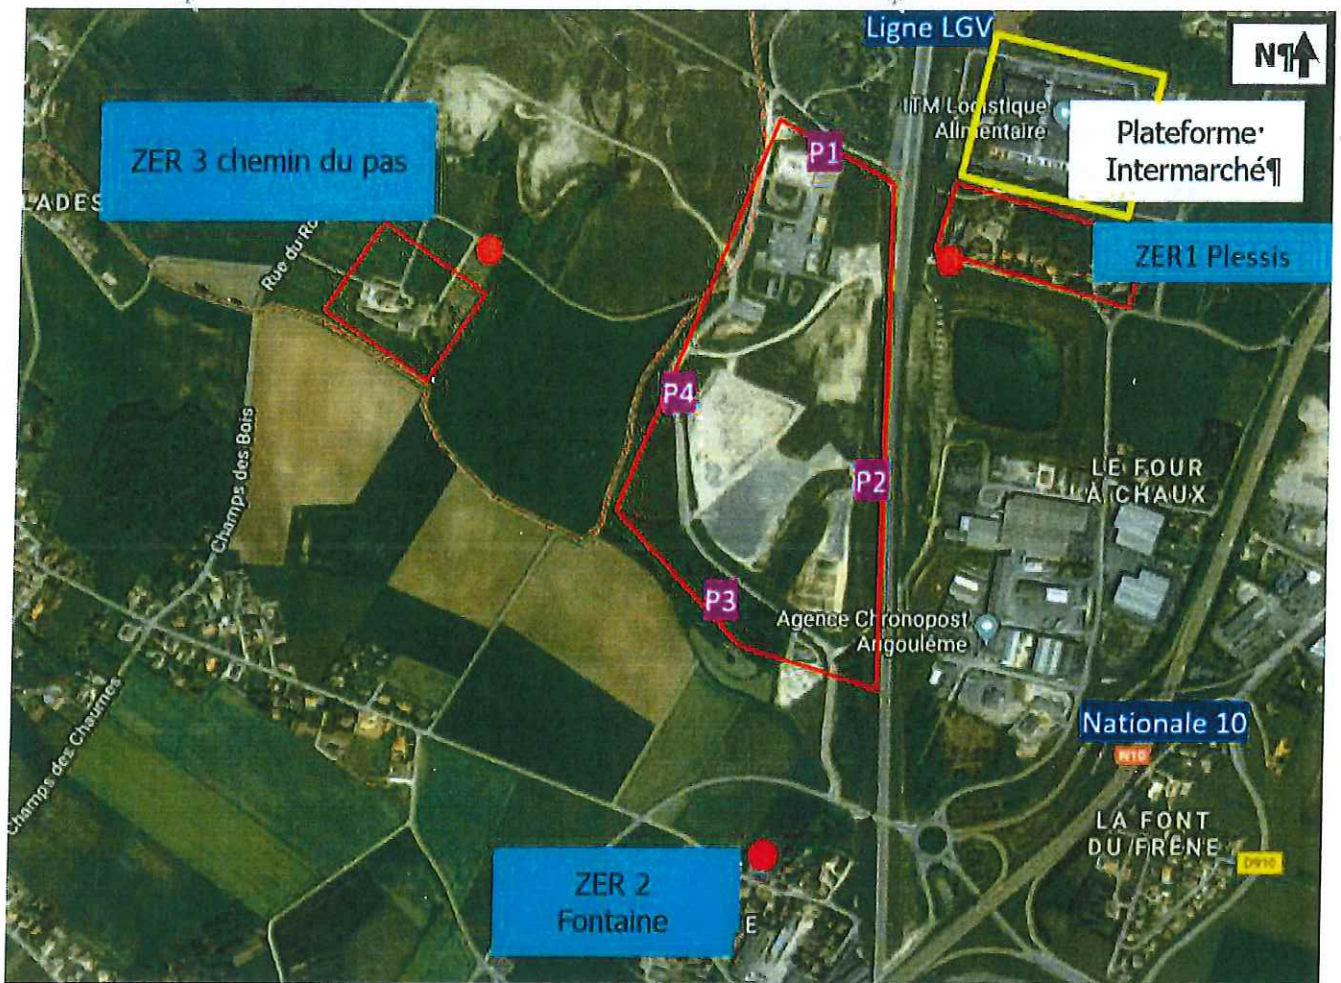 Ligne LGV
N¶
ITM Logistique
Alimentaire
Plateforme·
Intermarché¶
P1
ZER 3 chemin du pas
LADES
Rue du Ro
ZER1 Plessis
P4
Champs des Bois
P2
LE FOUR
À CHAUX
P3
Agence Chronopost
Angoulême
Champs des Chaumes
Nationale 10
N10
LA FONT
DU FRÊNE
D910
ZER 2
Fontaine
E